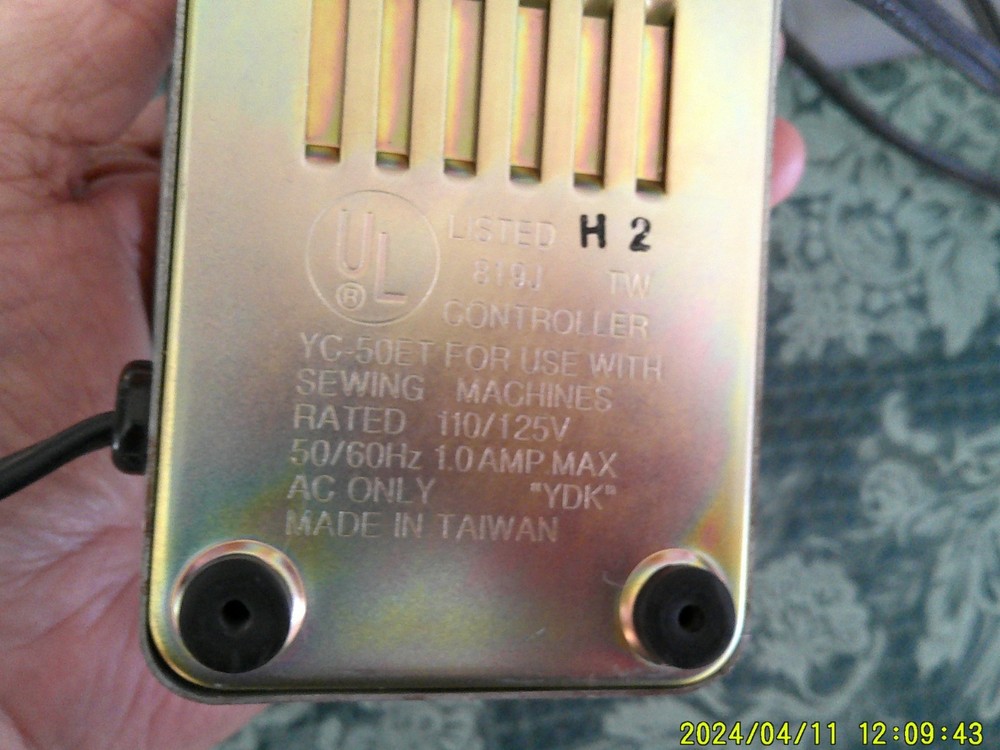 UL
®
LISTED H 2
819J TW
CONTROLLER
YC-50ET FOR USE WITH
SEWING MACHINES
RATED 110/125V
50/60Hz 1.0 AMP.MAX
AC ONLY "YDK"
MADE IN TAIWAN
2024/04/11 12:09:43